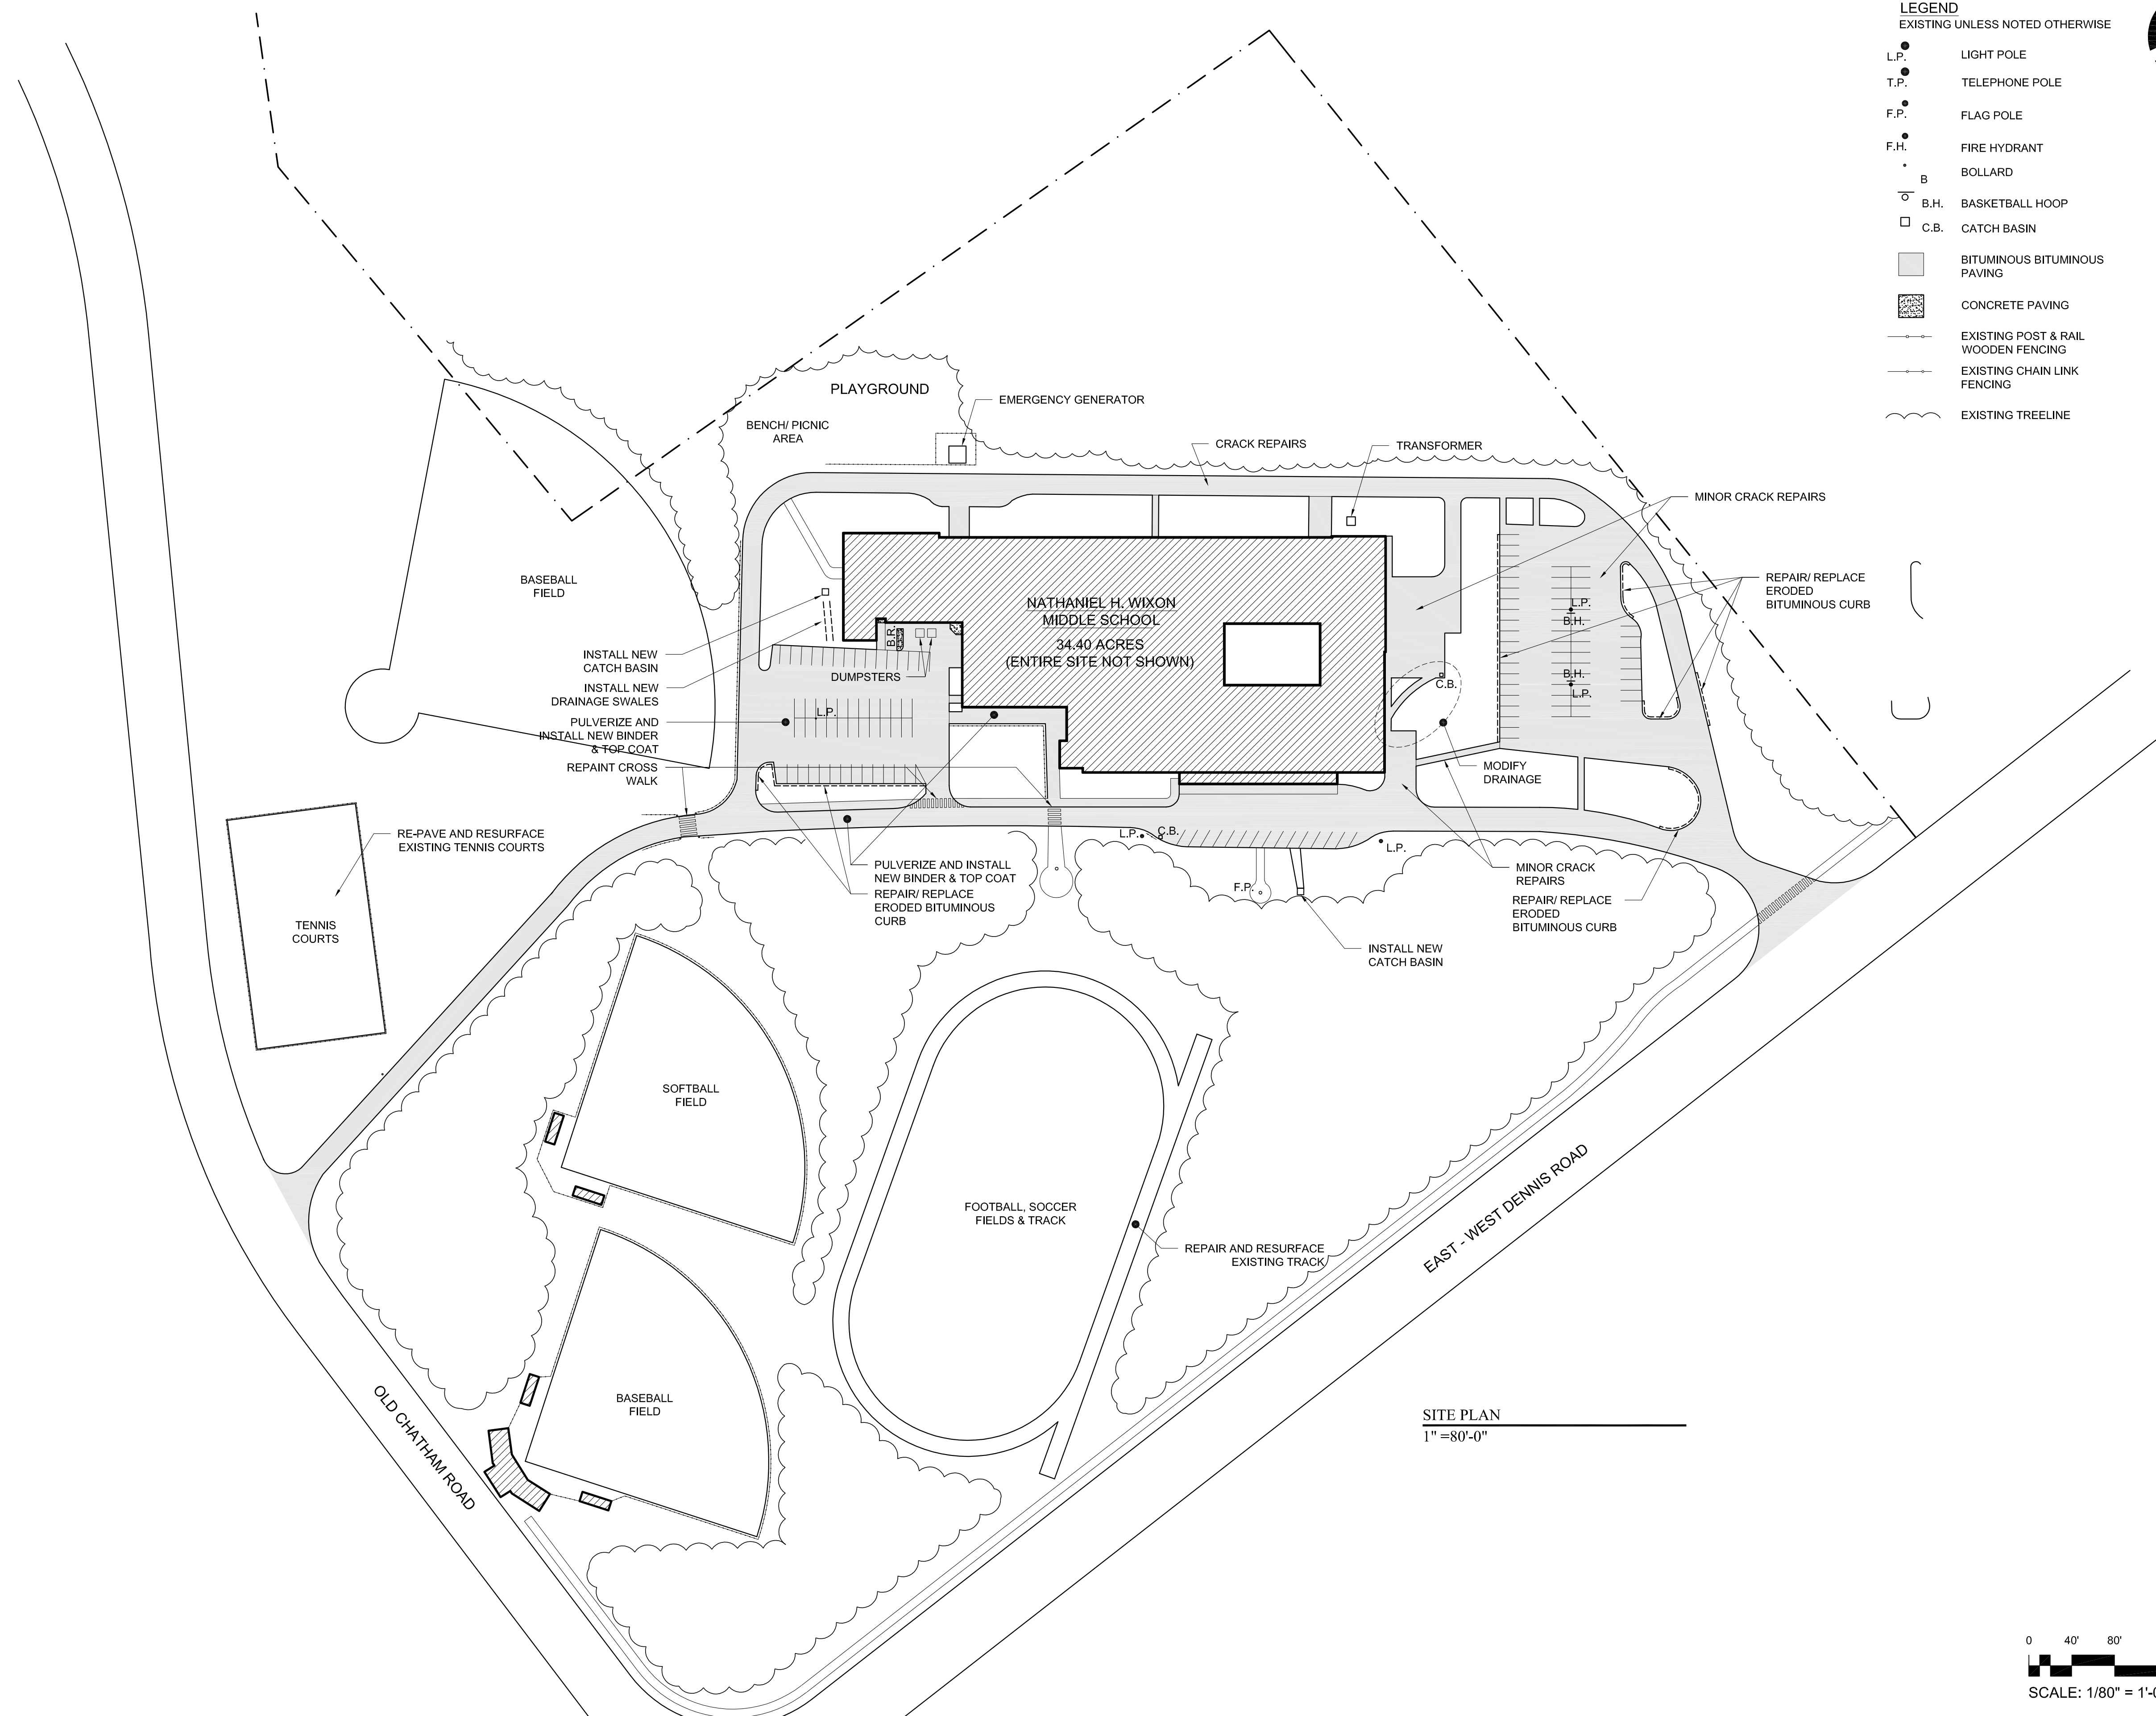 LEGEND
EXISTING UNLESS NOTED OTHERWISE
L.P.
LIGHT POLE
T.P.
TELEPHONE POLE
F.P.
FLAG POLE
F.H.
FIRE HYDRANT
B
BOLLARD
B.H.
BASKETBALL HOOP
C.B.
CATCH BASIN
BITUMINOUS BITUMINOUS
PAVING
CONCRETE PAVING
EXISTING POST & RAIL
WOODEN FENCING
EXISTING CHAIN LINK
FENCING
EXISTING TREELINE
PLAYGROUND
BENCH/ PICNIC
AREA
EMERGENCY GENERATOR
CRACK REPAIRS
TRANSFORMER
MINOR CRACK REPAIRS
BASEBALL
FIELD
REPAIR/ REPLACE
ERODED
BITUMINOUS CURB
NATHANIEL H. WIXON
MIDDLE SCHOOL
34.40 ACRES
(ENTIRE SITE NOT SHOWN)
L.P.
B.H.
B.H.
L.P.
B.R.
DUMPSTERS
C.B.
INSTALL NEW
CATCH BASIN
INSTALL NEW
DRAINAGE SWALES
PULVERIZE AND
INSTALL NEW BINDER
& TOP COAT
L.P.
REPAINT CROSS
WALK
MODIFY
DRAINAGE
RE-PAVE AND RESURFACE
EXISTING TENNIS COURTS
L.P.
C.B.
L.P.
F.P.
PULVERIZE AND INSTALL
NEW BINDER & TOP COAT
REPAIR/ REPLACE
ERODED BITUMINOUS
CURB
MINOR CRACK
REPAIRS
REPAIR/ REPLACE
ERODED
BITUMINOUS CURB
TENNIS
COURTS
INSTALL NEW
CATCH BASIN
SOFTBALL
FIELD
FOOTBALL, SOCCER
FIELDS & TRACK
REPAIR AND RESURFACE
EXISTING TRACK
EAST - WEST DENNIS ROAD
BASEBALL
FIELD
OLD CHATHAM ROAD
SITE PLAN
1" =80'-0"
0 40' 80'
SCALE: 1/80" = 1'-0